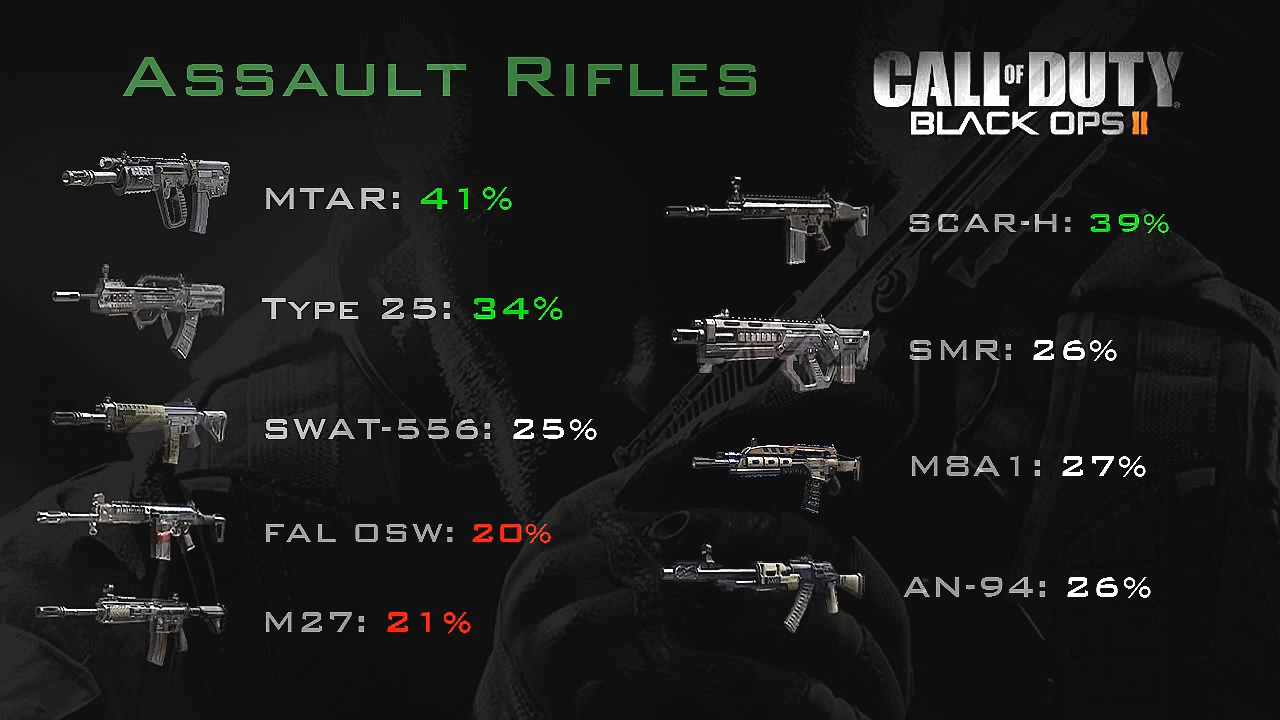 Assault Rifles
CALL OF DUTY
BLACK OPS II
MTAR: 41%
Type 25: 34%
SWAT-556: 25%
FAL OSW: 20%
M27: 21%
SCAR-H: 39%
SMR: 26%
M8A1: 27%
AN-94: 26%